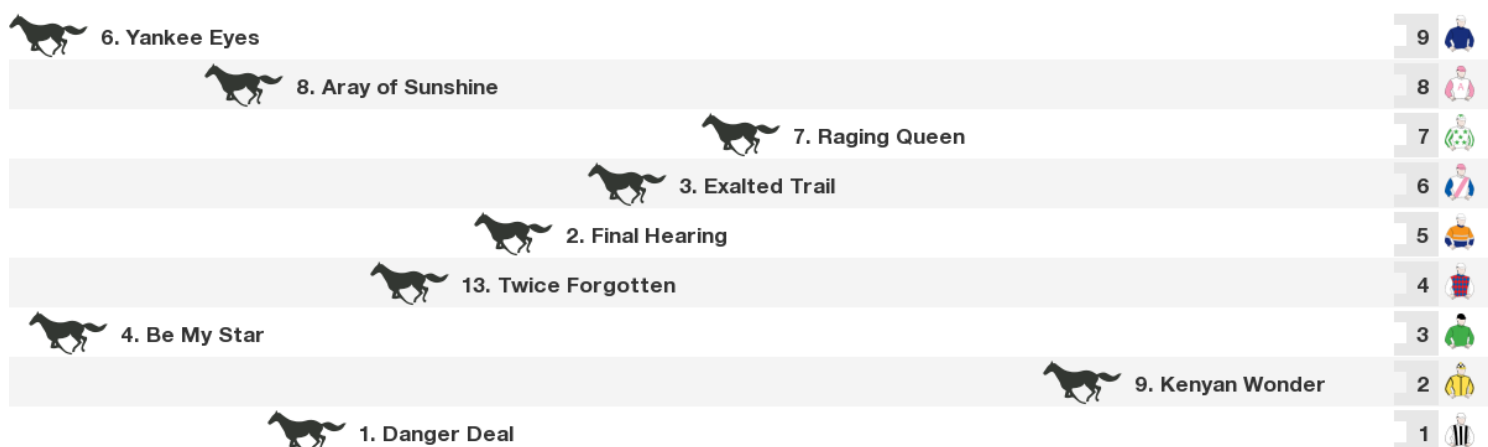 6. Yankee Eyes 9
8. Aray of Sunshine 8
7. Raging Queen 7
3. Exalted Trail 6
2. Final Hearing 5
13. Twice Forgotten 4
4. Be My Star 3
9. Kenyan Wonder 2
1. Danger Deal 1